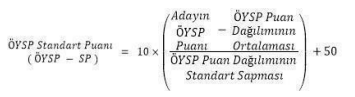 Adayın ÖYSP Puan
ÖYSP − Dağılımının
ÖYSP Standart Puanı = 10 × Puanı Ortalaması + 50
( ÖYSP − SP ) ÖYSP Puan Dağılımının
Standart Sapması